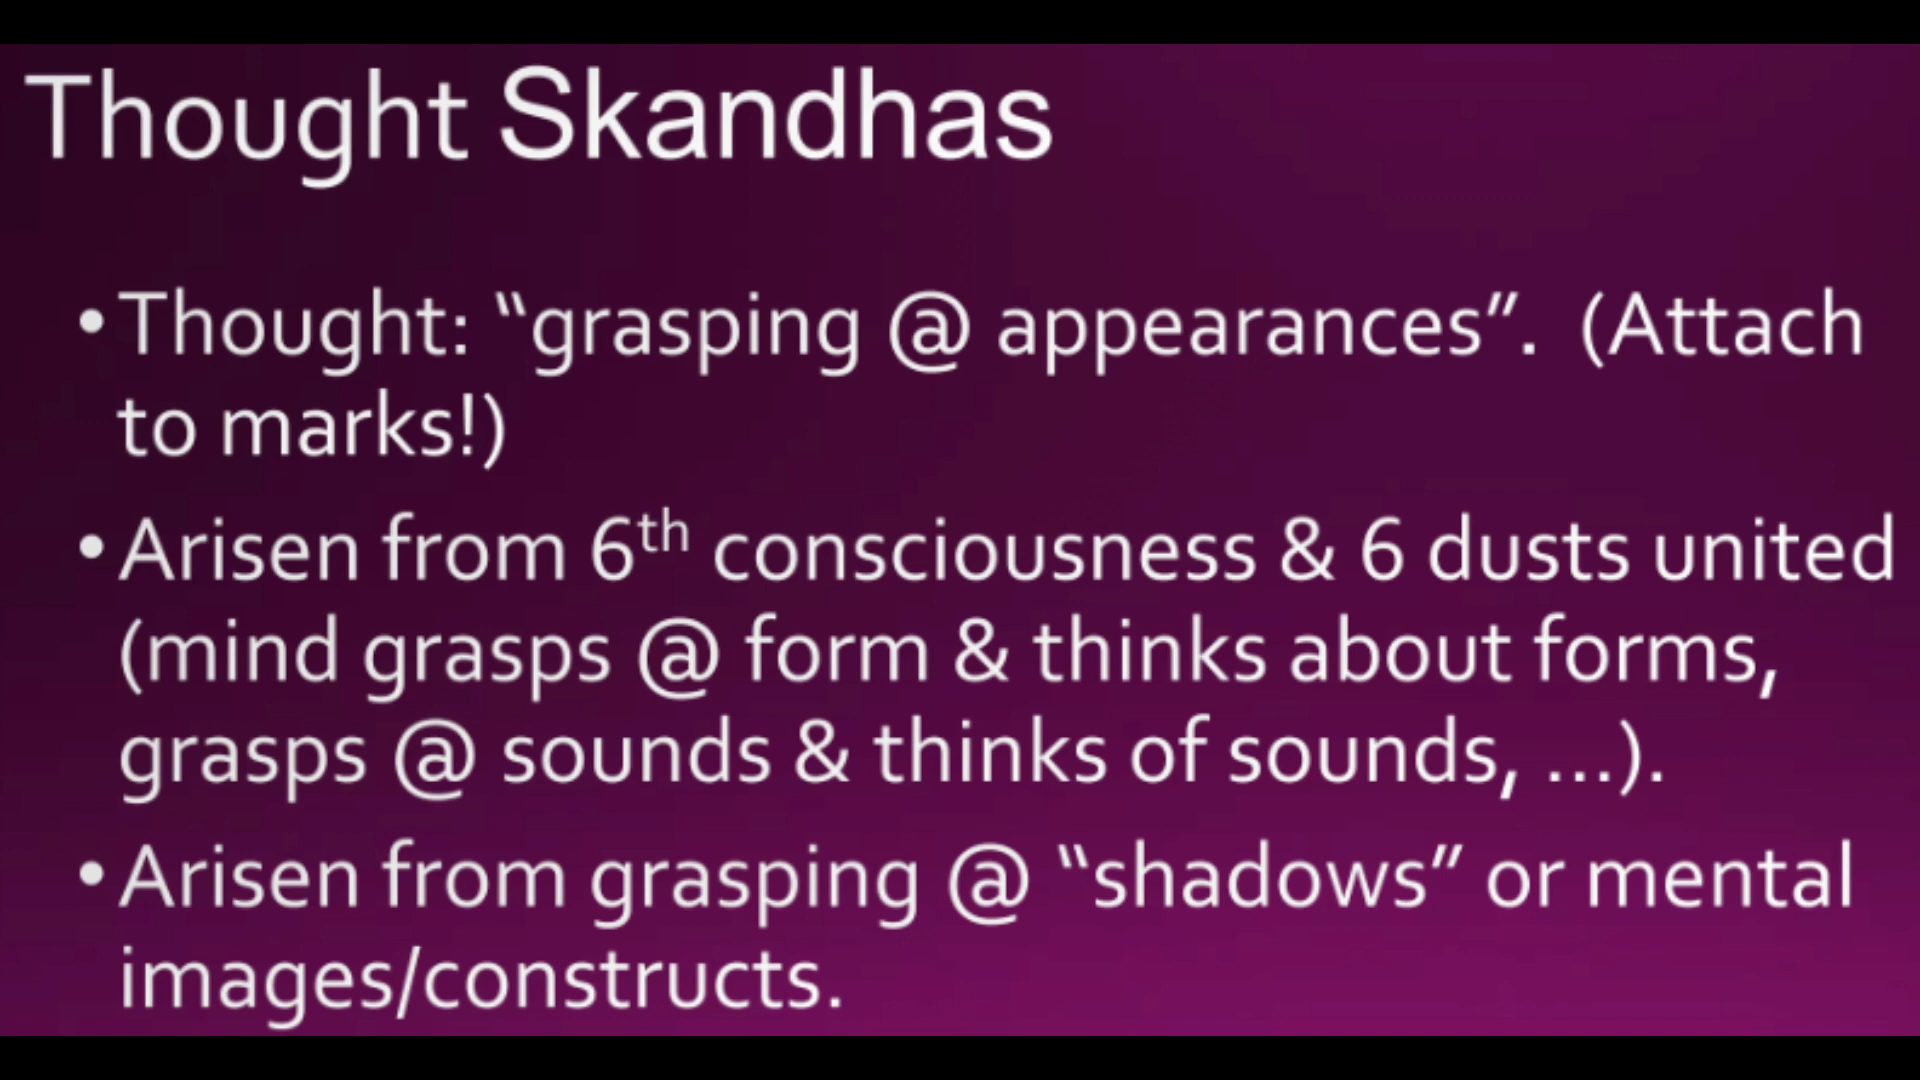 Thought Skandhas
•Thought: “grasping @ appearances”. (Attach
to marks!)
•Arisen from 6th consciousness & 6 dusts united
(mind grasps @ form & thinks about forms,
grasps @ sounds & thinks of sounds, ...).
•Arisen from grasping @ “shadows” or mental
images/constructs.